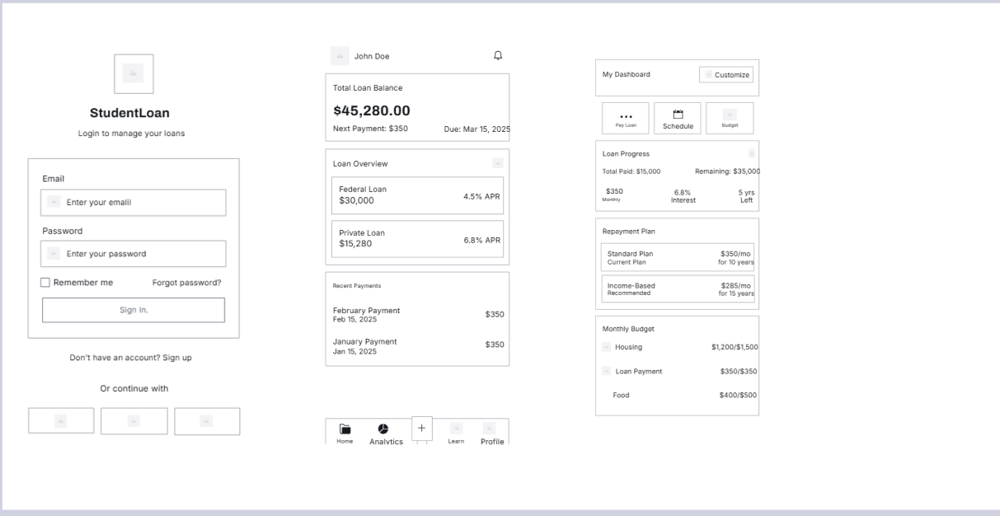 StudentLoan
Login to manage your loans
Email
Enter your emalil
Password
Enter your password
Remember me Forgot password?
Sign In.
Don't have an account? Sign up
Or continue with
John Doe
Total Loan Balance
$45,280.00
Next Payment: $350 Due: Mar 15, 2025
Loan Overview
Federal Loan
$30,000
4.5% APR
Private Loan
$15,280
6.8% APR
Recent Payments
February Payment
Feb 15, 2025
$350
January Payment
Jan 15, 2025
$350
Home Analytics + Learn Profile
My Dashboard Customize
Pay Loan Schedule Budget
Loan Progress
Total Paid: $15,000 Remaining: $35,000
$350 6.8% 5 yrs
Monthly Interest Left
Repayment Plan
Standard Plan $350/mo
Current Plan for 10 years
Income-Based $285/mo
Recommended for 15 years
Monthly Budget
Housing $1,200/$1,500
Loan Payment $350/$350
Food $400/$500